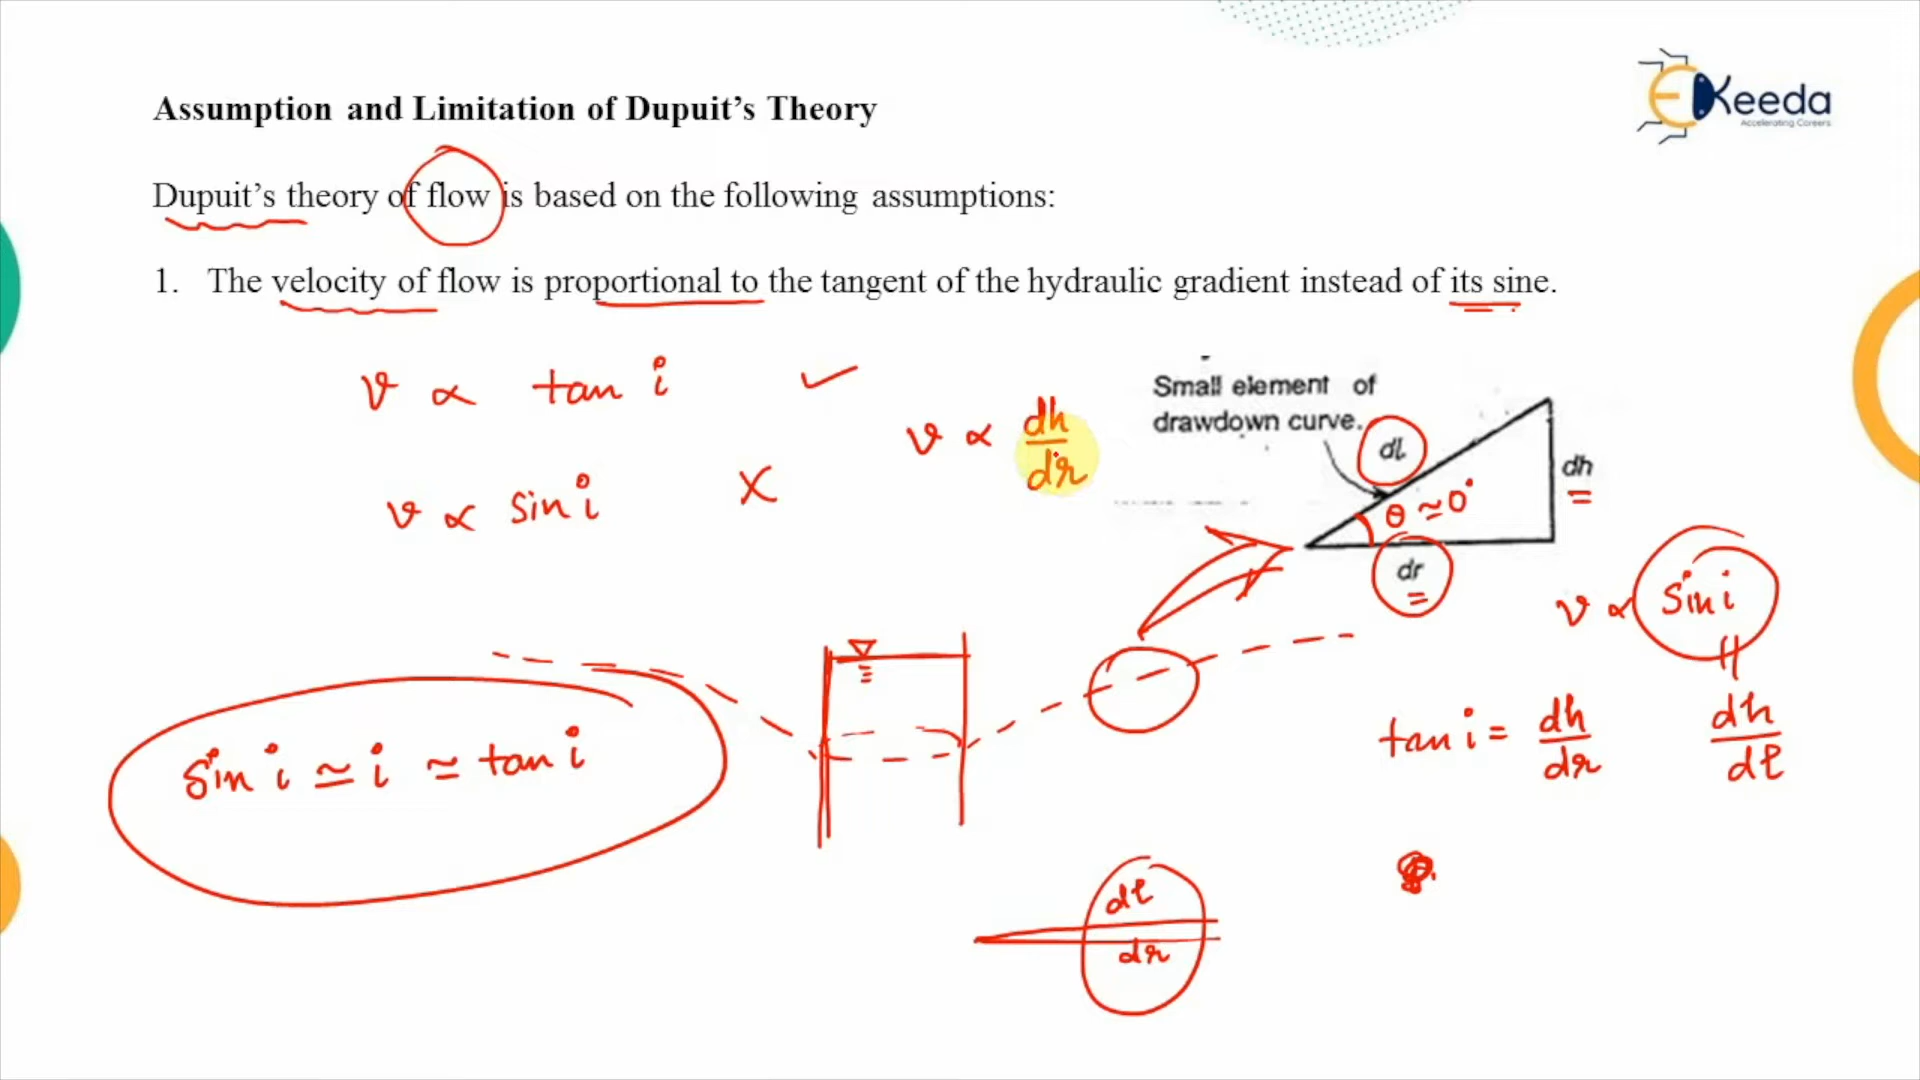 Keeda
Accelerating Careers
Assumption and Limitation of Dupuit's Theory
Dupuit's theory of flow is based on the following assumptions:
1. The velocity of flow is proportional to the tangent of the hydraulic gradient instead of its sine.
v ∝ tan i ✓
v ∝ dh/dr
v ∝ sin i ×
Small element of
drawdown curve.
dl
dh
=
θ ≃ 0°
dr
=
v ∝ sin i
=
tan i = dh/dr
dh/dl
sin i ≃ i ≃ tan i
dl
dr